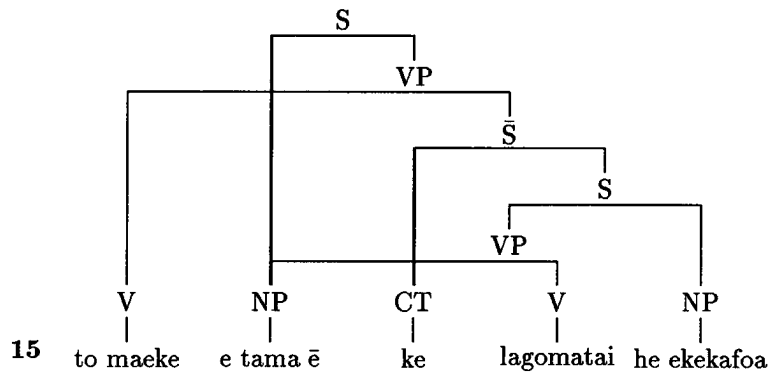 S
VP
S̄
S
VP
V NP CT V NP
15 to maeke e tama ē ke lagomatai he ekekafoa